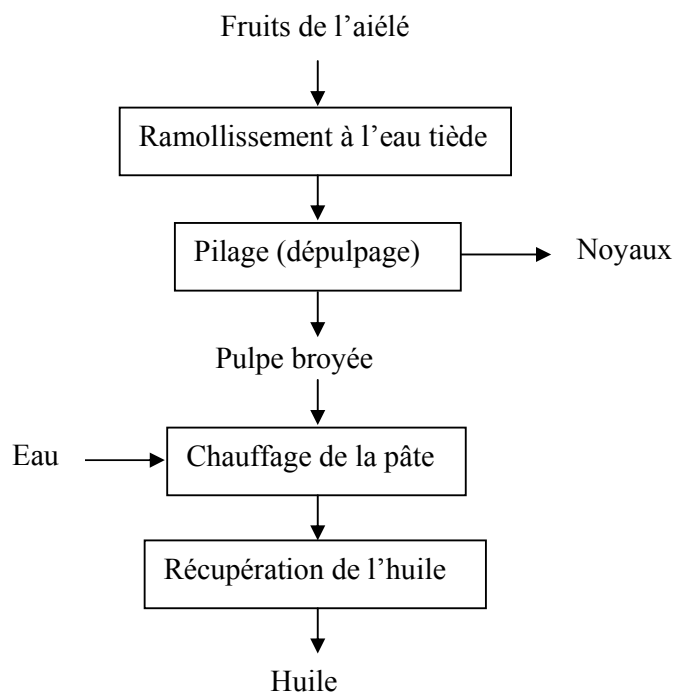 Fruits de l’aiélé
Ramollissement à l’eau tiède
Pilage (dépulpage)
Noyaux
Pulpe broyée
Eau
Chauffage de la pâte
Récupération de l’huile
Huile